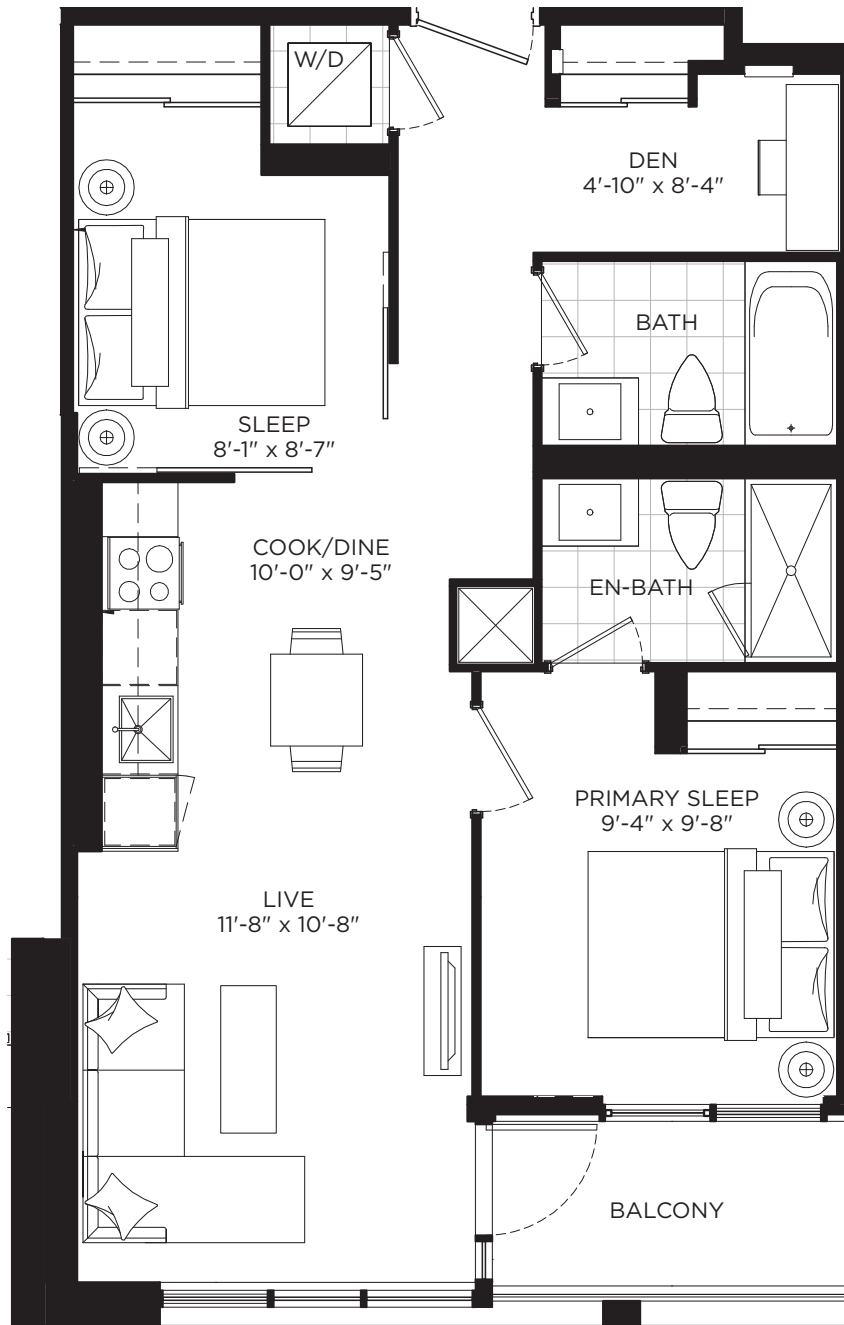 W/D
DEN
4'-10" x 8'-4"
BATH
SLEEP
8'-1" x 8'-7"
COOK/DINE
10'-0" x 9'-5"
EN-BATH
PRIMARY SLEEP
9'-4" x 9'-8"
LIVE
11'-8" x 10'-8"
BALCONY